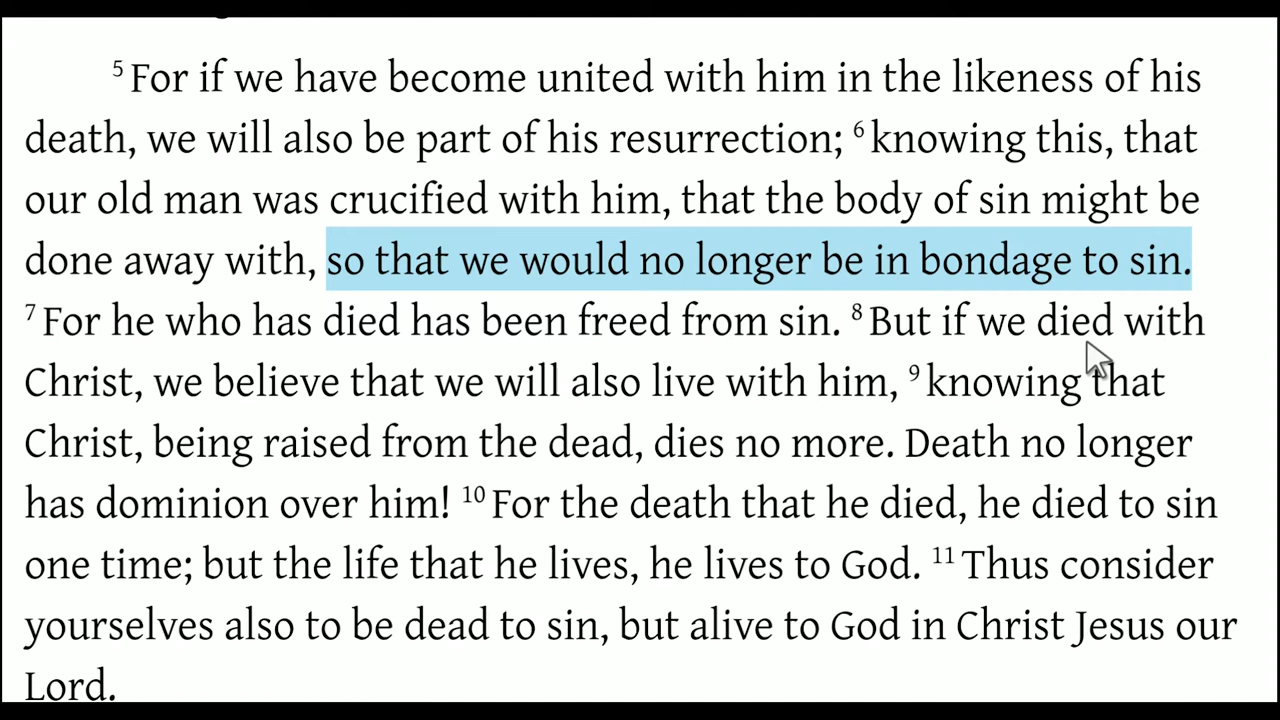 ⁵ For if we have become united with him in the likeness of his
death, we will also be part of his resurrection; ⁶ knowing this, that
our old man was crucified with him, that the body of sin might be
done away with, so that we would no longer be in bondage to sin.
⁷ For he who has died has been freed from sin. ⁸ But if we died with
Christ, we believe that we will also live with him, ⁹ knowing that
Christ, being raised from the dead, dies no more. Death no longer
has dominion over him! ¹⁰ For the death that he died, he died to sin
one time; but the life that he lives, he lives to God. ¹¹ Thus consider
yourselves also to be dead to sin, but alive to God in Christ Jesus our
Lord.